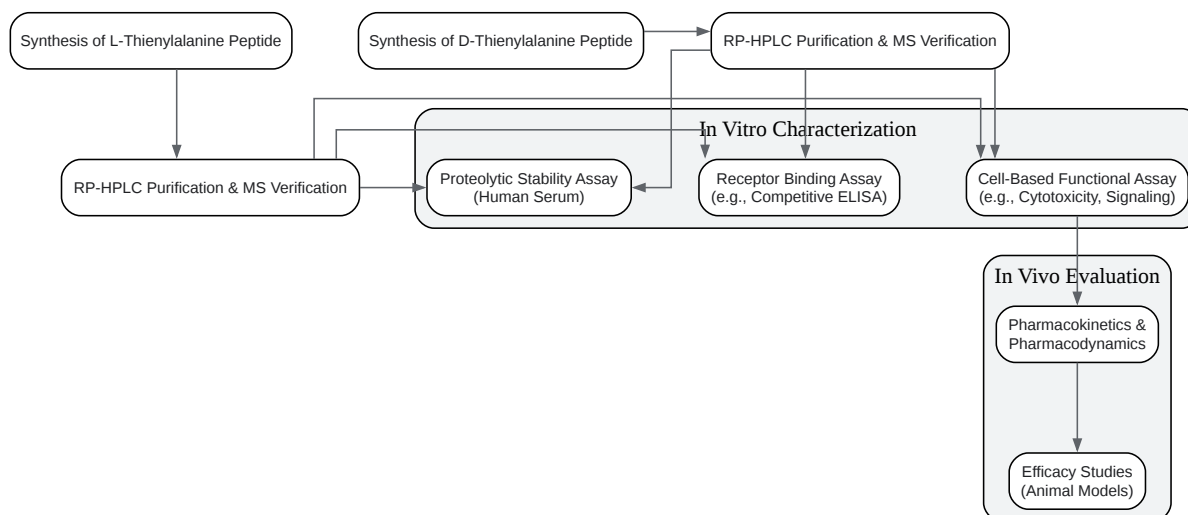 Synthesis of L-Thienylalanine Peptide
Synthesis of D-Thienylalanine Peptide
RP-HPLC Purification & MS Verification
In Vitro Characterization
RP-HPLC Purification & MS Verification
Proteolytic Stability Assay
(Human Serum)
Receptor Binding Assay
(e.g., Competitive ELISA)
Cell-Based Functional Assay
(e.g., Cytotoxicity, Signaling)
In Vivo Evaluation
Pharmacokinetics &
Pharmacodynamics
Efficacy Studies
(Animal Models)